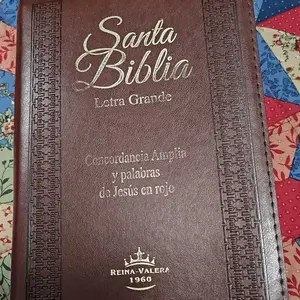 Santa
Biblia
Letra Grande
Concordancia Amplia
y palabras
de Jesús en rojo
REINA-VALERA
1960